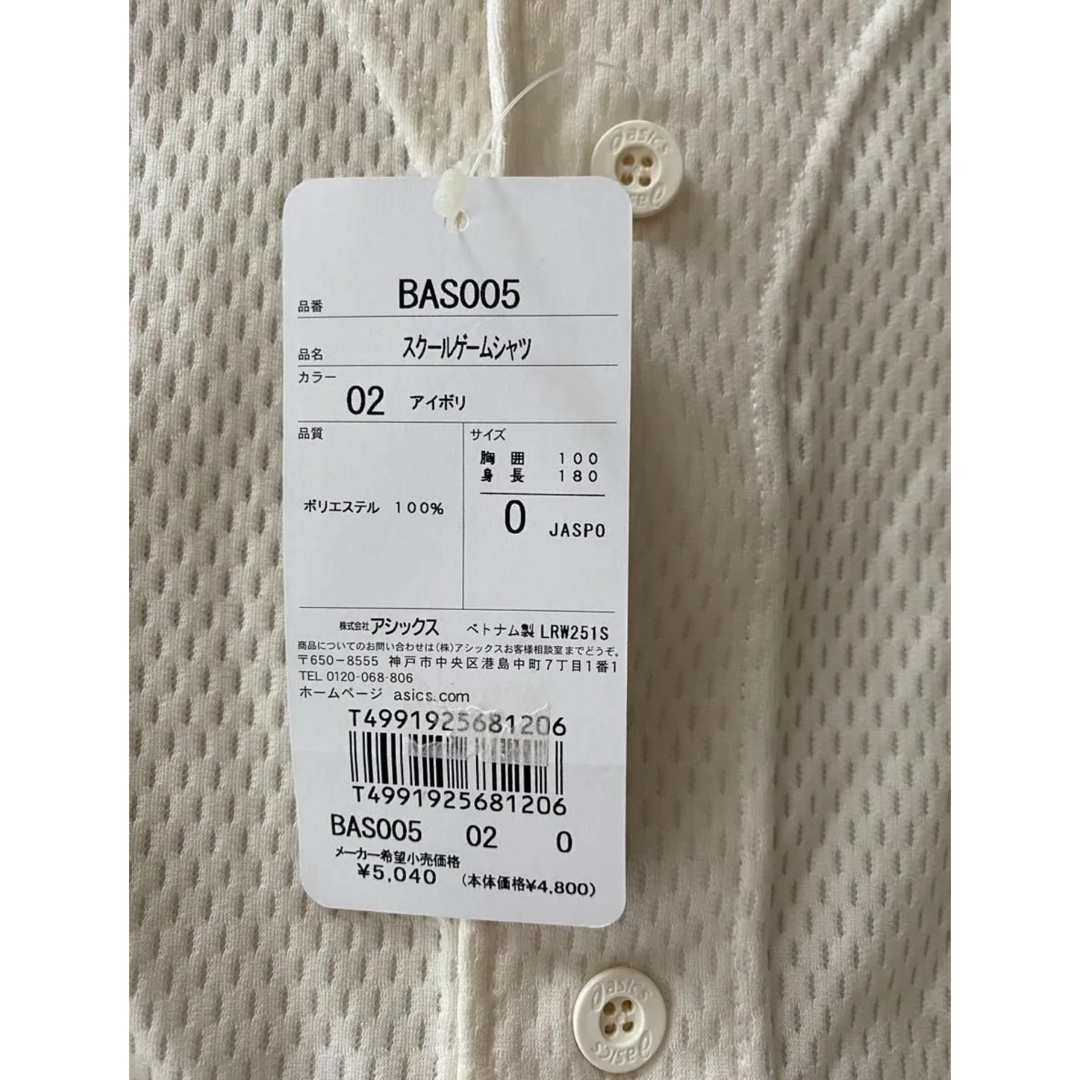 asics
品番 BAS005
品名 スクールゲームシャツ
カラー
02 アイボリ
品質
ポリエステル 100%
サイズ
胸囲 100
身長 180
0 JASPO
株式会社アシックス ベトナム製 LRW251S
商品についてのお問い合わせは(株)アシックスお客様相談室までどうぞ。
〒650-8555 神戸市中央区港島中町7丁目1番1
TEL 0120-068-806
ホームページ asics.com
T4991925681206
T4991925681206
BAS005 02 0
メーカー希望小売価格
¥5,040 (本体価格¥4,800)
asics
asics